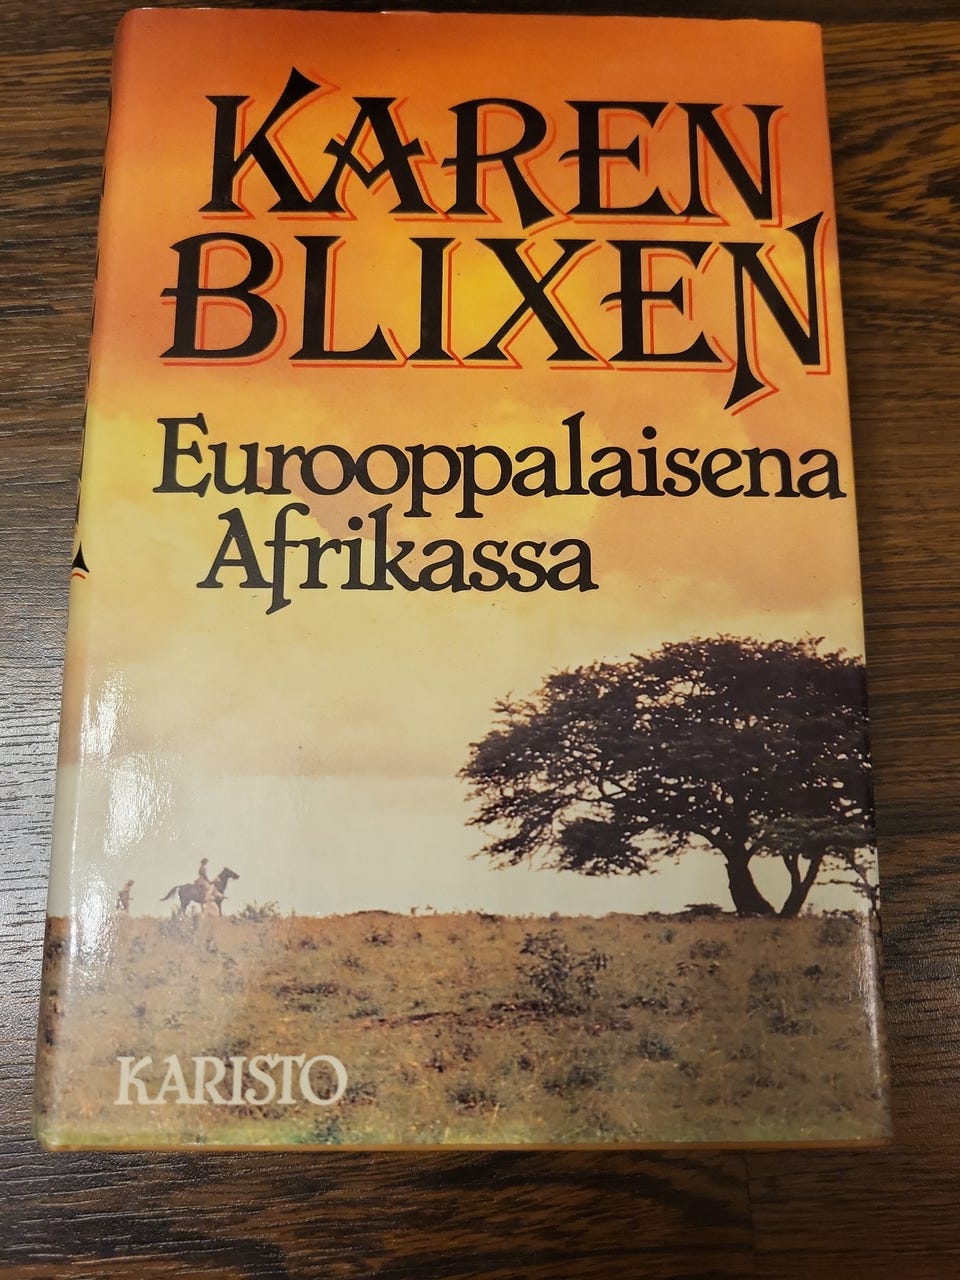 KAREN
BLIXEN
Eurooppalaisena
Afrikassa
KARISTO